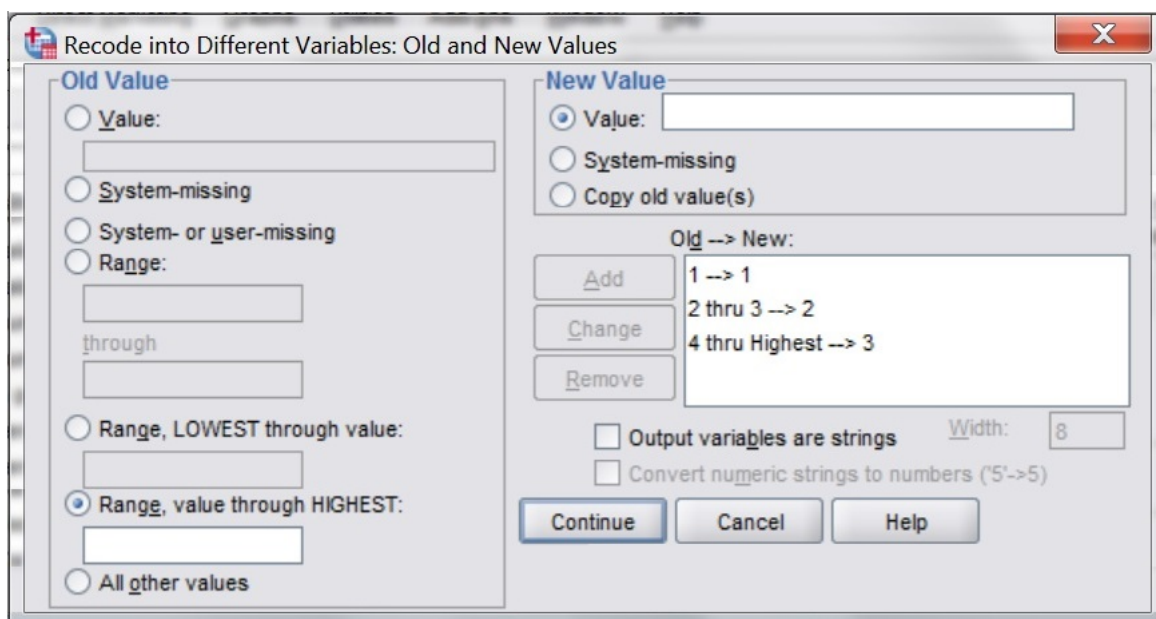 Recode into Different Variables: Old and New Values
X
Old Value
Value:
System-missing
System- or user-missing
Range:
through
Range, LOWEST through value:
Range, value through HIGHEST:
All other values
New Value
Value:
System-missing
Copy old value(s)
Old --> New:
Add
Change
Remove
1 --> 1
2 thru 3 --> 2
4 thru Highest --> 3
Output variables are strings
Width:
8
Convert numeric strings to numbers ('5'->5)
Continue
Cancel
Help